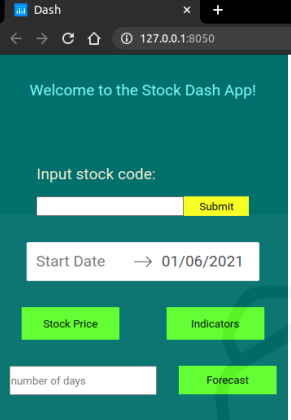 Dash
127.0.0.1:8050
Welcome to the Stock Dash App!
Input stock code:
Submit
Start Date → 01/06/2021
Stock Price Indicators
number of days Forecast